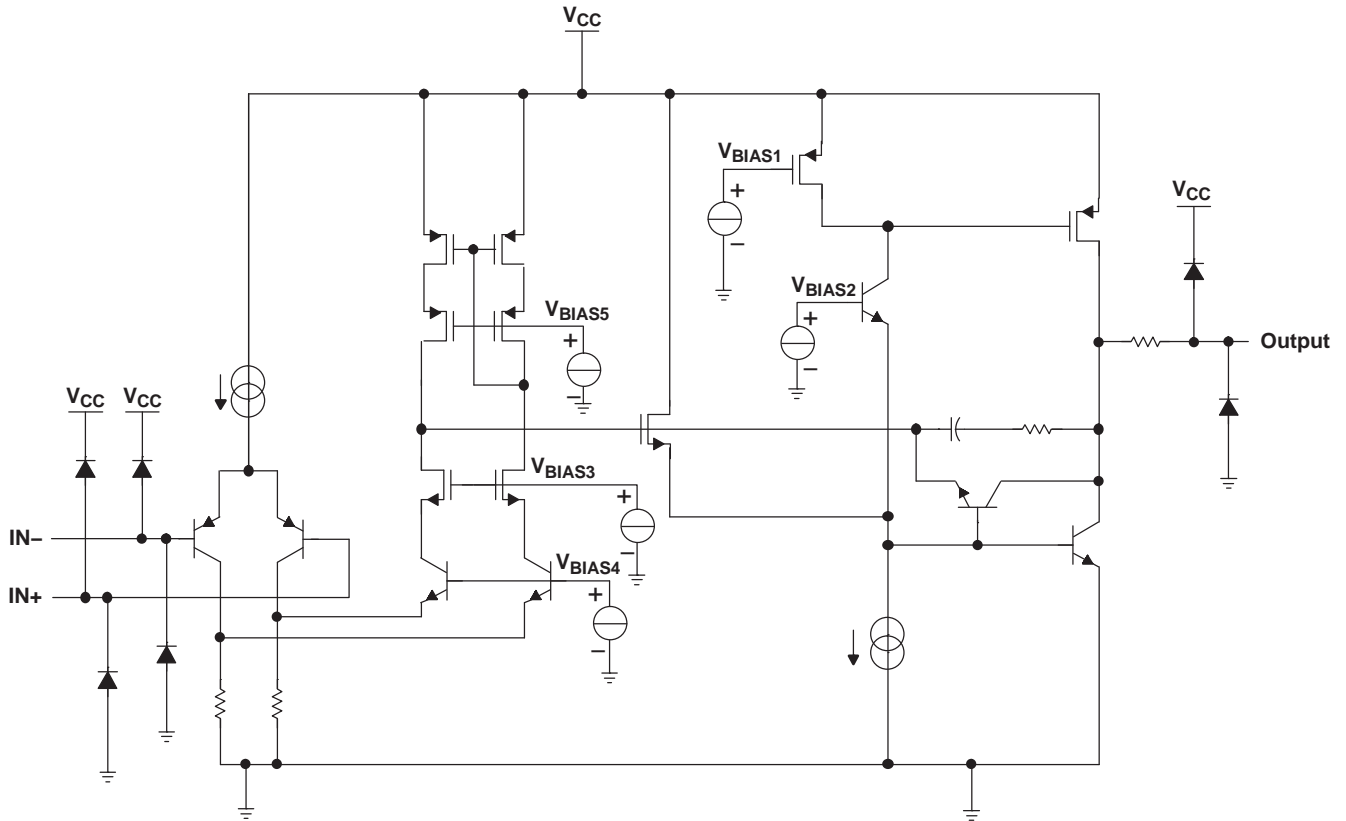 VCC
VBIAS1
+
−
VCC
VBIAS2
+
−
VBIAS5
+
−
Output
VCC
VCC
VBIAS3
+
−
IN−
VBIAS4
+
−
IN+